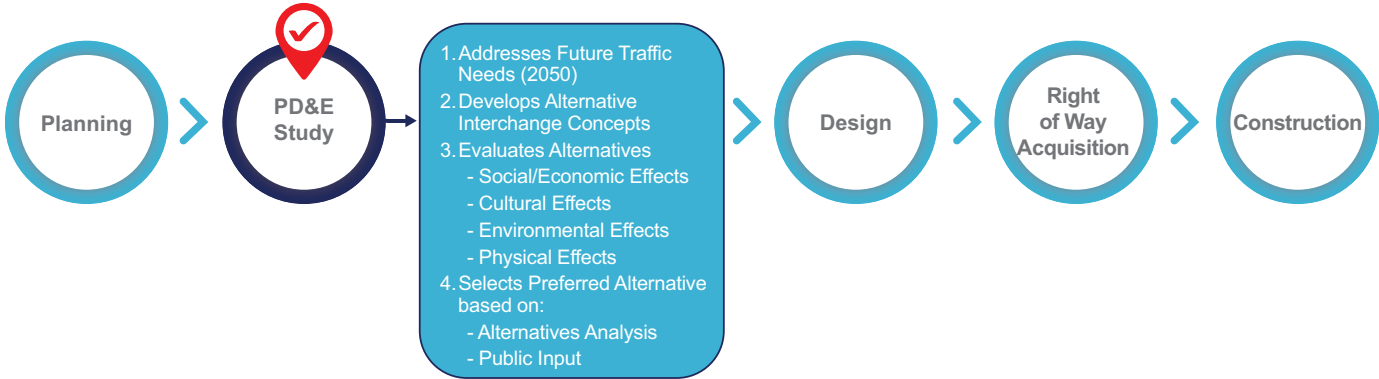 Planning
PD&E
Study
1. Addresses Future Traffic
Needs (2050)
2. Develops Alternative
Interchange Concepts
3. Evaluates Alternatives
- Social/Economic Effects
- Cultural Effects
- Environmental Effects
- Physical Effects
4. Selects Preferred Alternative
based on:
- Alternatives Analysis
- Public Input
Design
Right
of Way
Acquisition
Construction